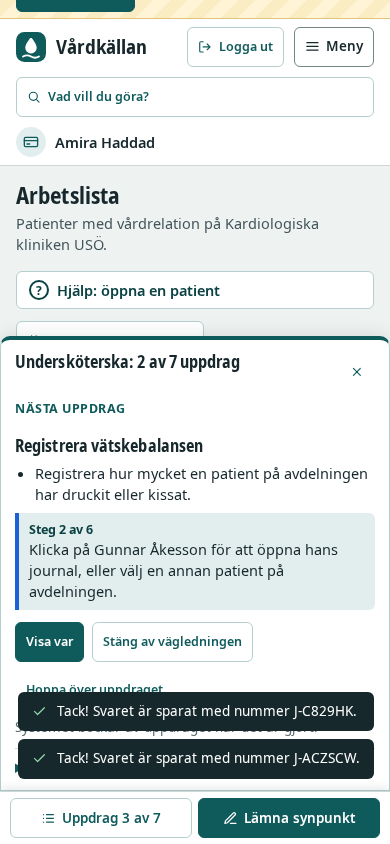 Vårdkällan
Logga ut
Meny
Vad vill du göra?
Amira Haddad
Arbetslista
Patienter med vårdrelation på Kardiologiska
kliniken USÖ.
? Hjälp: öppna en patient
Undersköterska: 2 av 7 uppdrag
NÄSTA UPPDRAG
Registrera vätskebalansen
• Registrera hur mycket en patient på avdelningen
har druckit eller kissat.
Steg 2 av 6
Klicka på Gunnar Åkesson för att öppna hans
journal, eller välj en annan patient på
avdelningen.
Visa var
Stäng av vägledningen
Hoppa över uppdraget
Tack! Svaret är sparat med nummer J-C829HK.
Tack! Svaret är sparat med nummer J-ACZSCW.
Uppdrag 3 av 7
Lämna synpunkt